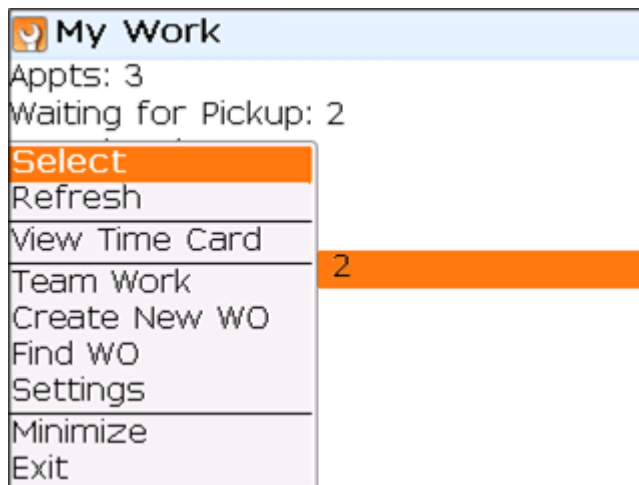 My Work
Appts: 3
Waiting for Pickup: 2
Select
Refresh
View Time Card
2
Team Work
Create New WO
Find WO
Settings
Minimize
Exit